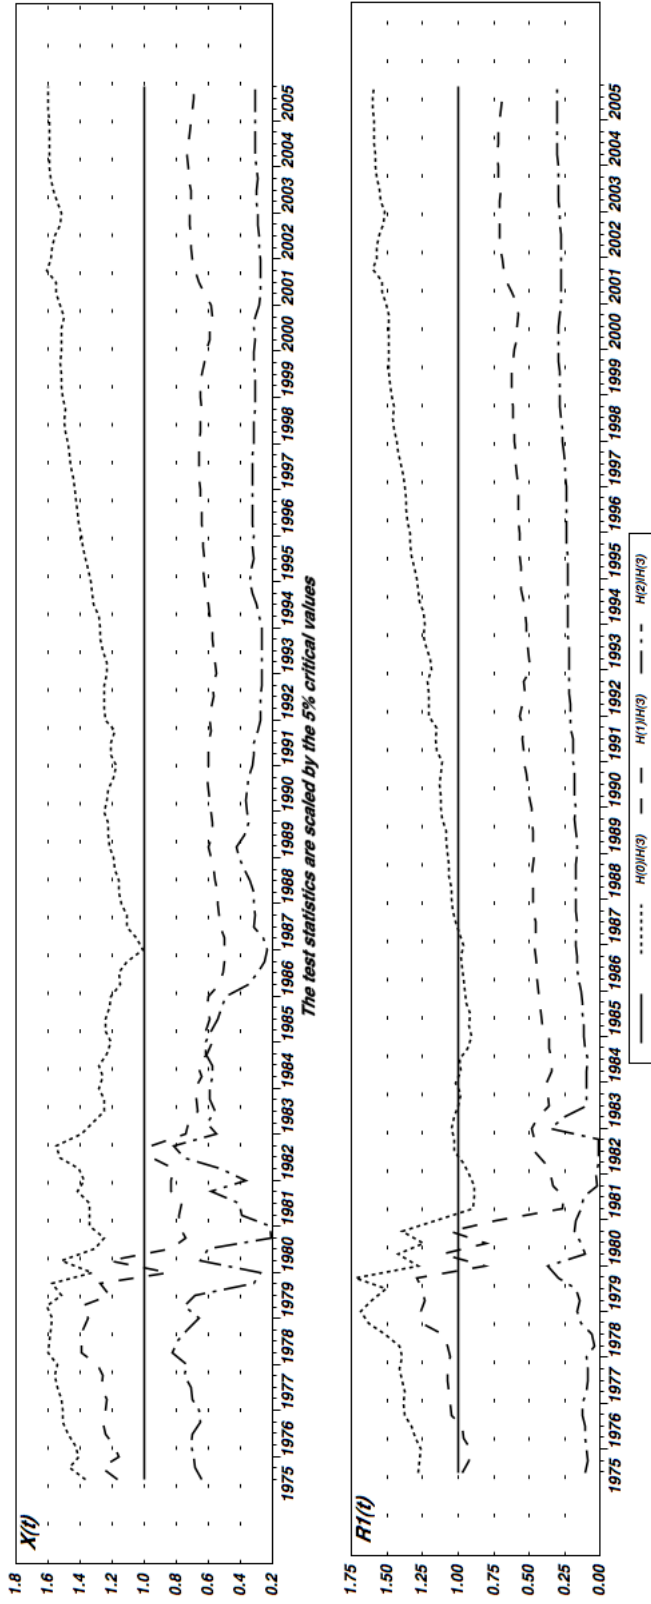 X(t)
1.8
1.6
1.4
1.2
1.0
0.8
0.6
0.4
0.2
1975 1976 1977 1978 1979 1980 1981 1982 1983 1984 1985 1986 1987 1988 1989 1990 1991 1992 1993 1994 1995 1996 1997 1998 1999 2000 2001 2002 2003 2004 2005
The test statistics are scaled by the 5% critical values
R1(t)
1.75
1.50
1.25
1.00
0.75
0.50
0.25
0.00
1975 1976 1977 1978 1979 1980 1981 1982 1983 1984 1985 1986 1987 1988 1989 1990 1991 1992 1993 1994 1995 1996 1997 1998 1999 2000 2001 2002 2003 2004 2005
H(0)|H(3) H(1)|H(3) H(2)|H(3)